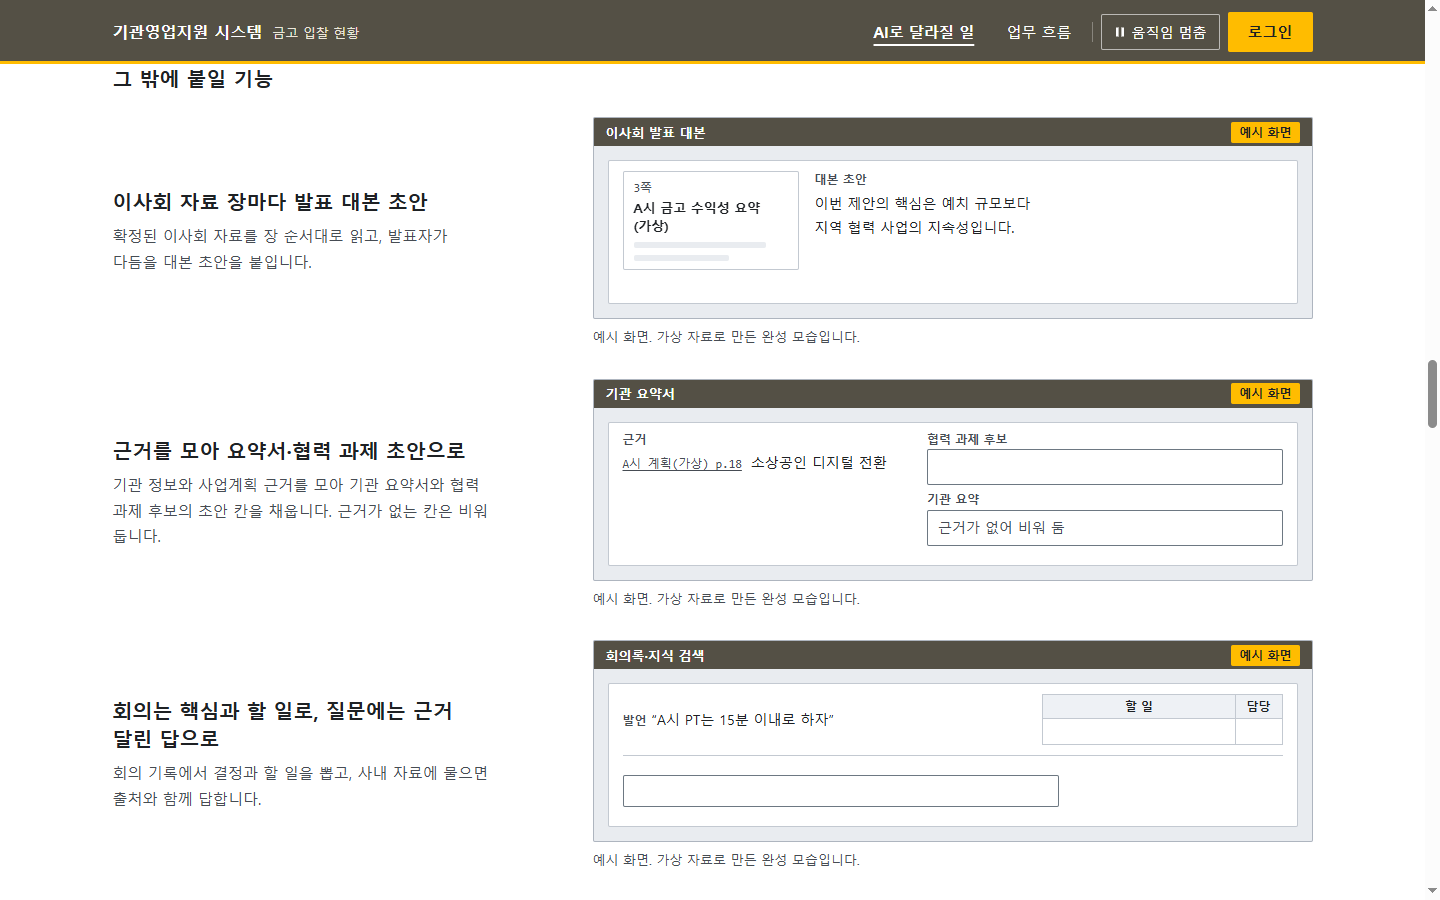 기관영업지원 시스템 금고 입찰 현황
AI로 달라질 일
업무 흐름
움직임 멈춤
로그인
그 밖에 붙일 기능
이사회 자료 장마다 발표 대본 초안
확정된 이사회 자료를 장 순서대로 읽고, 발표자가
다듬을 대본 초안을 붙입니다.
이사회 발표 대본
예시 화면
3쪽
A시 금고 수익성 요약
(가상)
대본 초안
이번 제안의 핵심은 예치 규모보다
지역 협력 사업의 지속성입니다.
예시 화면. 가상 자료로 만든 완성 모습입니다.
근거를 모아 요약서·협력 과제 초안으로
기관 정보와 사업계획 근거를 모아 기관 요약서와 협력
과제 후보의 초안 칸을 채웁니다. 근거가 없는 칸은 비워
둡니다.
기관 요약서
예시 화면
근거
A시 계획(가상) p.18 소상공인 디지털 전환
협력 과제 후보
기관 요약
근거가 없어 비워 둠
예시 화면. 가상 자료로 만든 완성 모습입니다.
회의는 핵심과 할 일로, 질문에는 근거
달린 답으로
회의 기록에서 결정과 할 일을 뽑고, 사내 자료에 물으면
출처와 함께 답합니다.
회의록·지식 검색
예시 화면
발언 “A시 PT는 15분 이내로 하자”
할 일
담당
예시 화면. 가상 자료로 만든 완성 모습입니다.